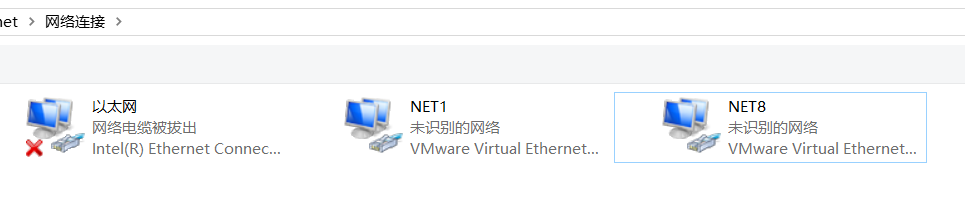 net > 网络连接 >
以太网
网络电缆被拔出
Intel(R) Ethernet Connec...
NET1
未识别的网络
VMware Virtual Ethernet...
NET8
未识别的网络
VMware Virtual Ethernet...